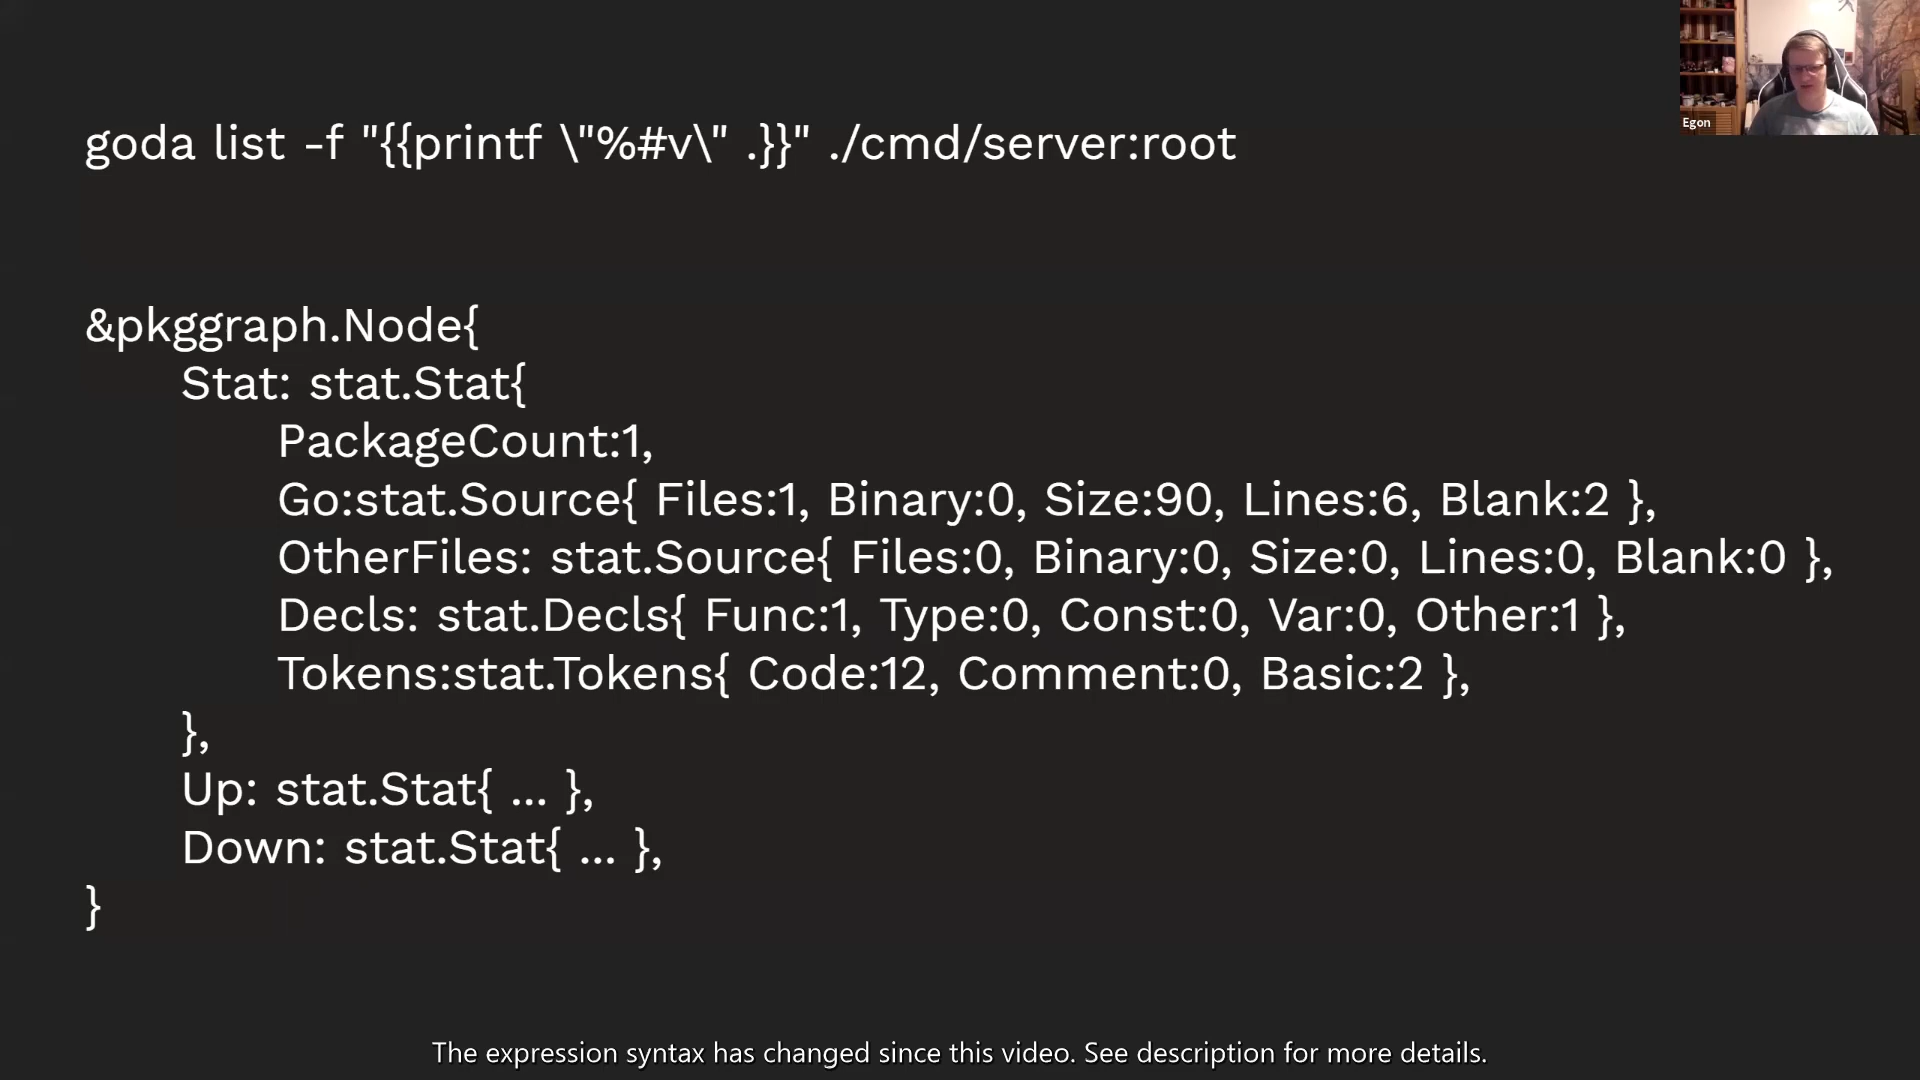 goda list -f "{{printf \"%#v\" .}}" ./cmd/server:root
Egon
&pkggraph.Node{
Stat: stat.Stat{
PackageCount:1,
Go:stat.Source{ Files:1, Binary:0, Size:90, Lines:6, Blank:2 },
OtherFiles: stat.Source{ Files:0, Binary:0, Size:0, Lines:0, Blank:0 },
Decls: stat.Decls{ Func:1, Type:0, Const:0, Var:0, Other:1 },
Tokens:stat.Tokens{ Code:12, Comment:0, Basic:2 },
},
Up: stat.Stat{ ... },
Down: stat.Stat{ ... },
}
The expression syntax has changed since this video. See description for more details.